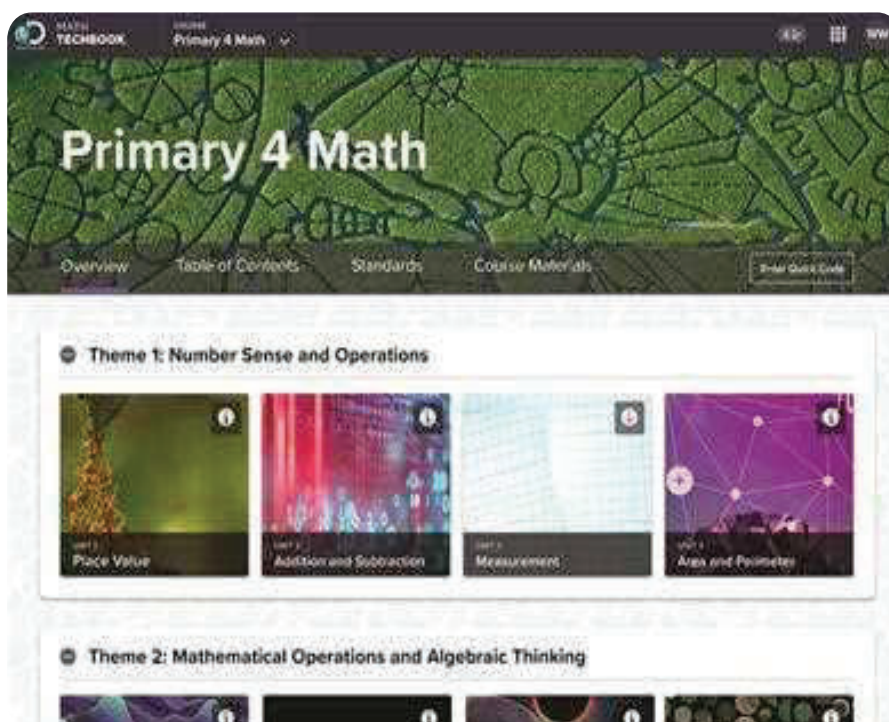 MATH
TECHBOOK
COURSE
Primary 4 Math
Primary 4 Math
Overview
Table of Contents
Standards
Course Materials
Enter Quick Code
Theme 1: Number Sense and Operations
Place Value
Addition and Subtraction
Measurement
Area and Perimeter
Theme 2: Mathematical Operations and Algebraic Thinking